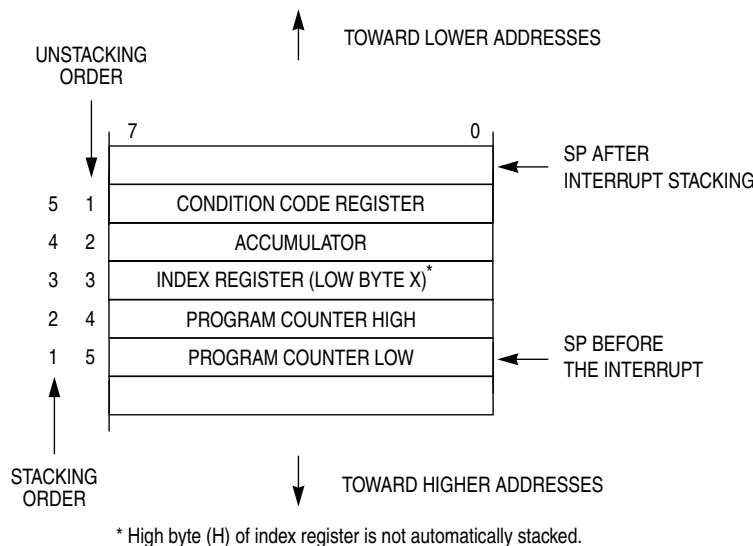 TOWARD LOWER ADDRESSES
UNSTACKING
ORDER
7 0
SP AFTER
INTERRUPT STACKING
5 1 CONDITION CODE REGISTER
4 2 ACCUMULATOR
3 3 INDEX REGISTER (LOW BYTE X)*
2 4 PROGRAM COUNTER HIGH
1 5 PROGRAM COUNTER LOW
SP BEFORE
THE INTERRUPT
STACKING
ORDER
TOWARD HIGHER ADDRESSES
* High byte (H) of index register is not automatically stacked.